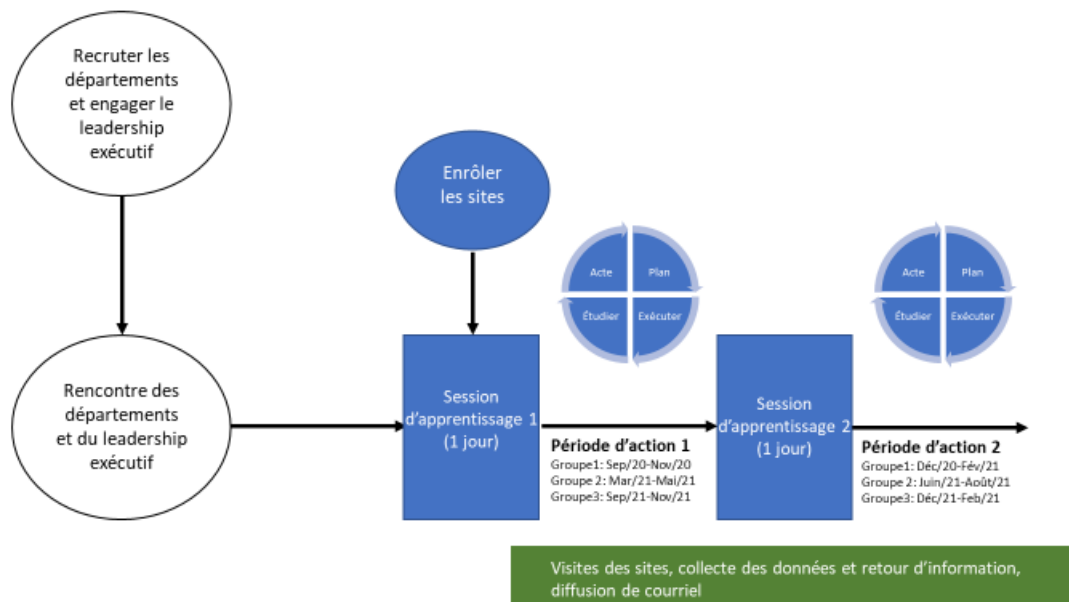 Recruter les
départements
et engager le
leadership
exécutif
Enrôler
les sites
Acte
Plan
Étudier
Exécuter
Acte
Plan
Étudier
Exécuter
Rencontre des
départements
et du leadership
exécutif
Session
d'apprentissage 1
(1 jour)
Période d'action 1
Groupe1: Sep/20-Nov/20
Groupe 2: Mar/21-Mai/21
Groupe3: Sep/21-Nov/21
Session
d'apprentissage 2
(1 jour)
Période d'action 2
Groupe1: Déc/20-Fév/21
Groupe 2: Juin/21-Août/21
Groupe3: Déc/21-Feb/21
Visites des sites, collecte des données et retour d'information,
diffusion de courriel